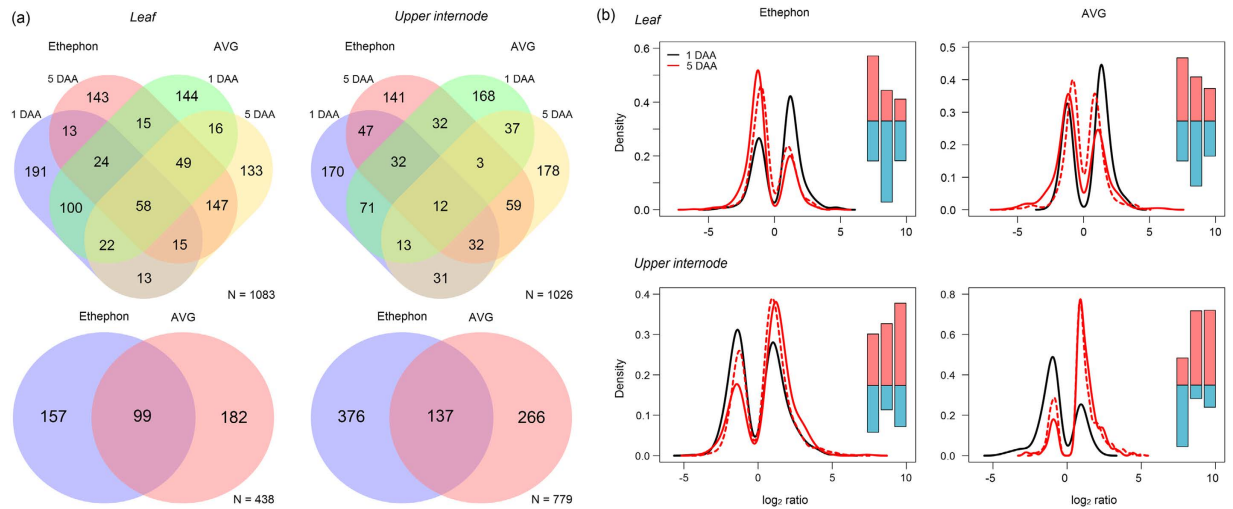 (a)
Leaf
Ethephon
AVG
5 DAA
1 DAA
1 DAA
5 DAA
143
144
13
15
16
191
24
49
133
100
58
147
22
15
13
N = 1083
Upper internode
Ethephon
AVG
5 DAA
1 DAA
1 DAA
5 DAA
141
168
47
32
37
170
32
3
178
71
12
59
13
32
31
N = 1026
Ethephon
AVG
157
99
182
N = 438
Ethephon
AVG
376
137
266
N = 779
(b)
Leaf
Ethephon
1 DAA
5 DAA
Density
0.6
0.4
0.2
0.0
-5
0
5
10
AVG
0.5
0.4
0.3
0.2
0.1
0.0
-5
0
5
10
Upper internode
Density
0.4
0.3
0.2
0.1
0.0
-5
0
5
10
log2 ratio
0.8
0.6
0.4
0.2
0.0
-5
0
5
10
log2 ratio